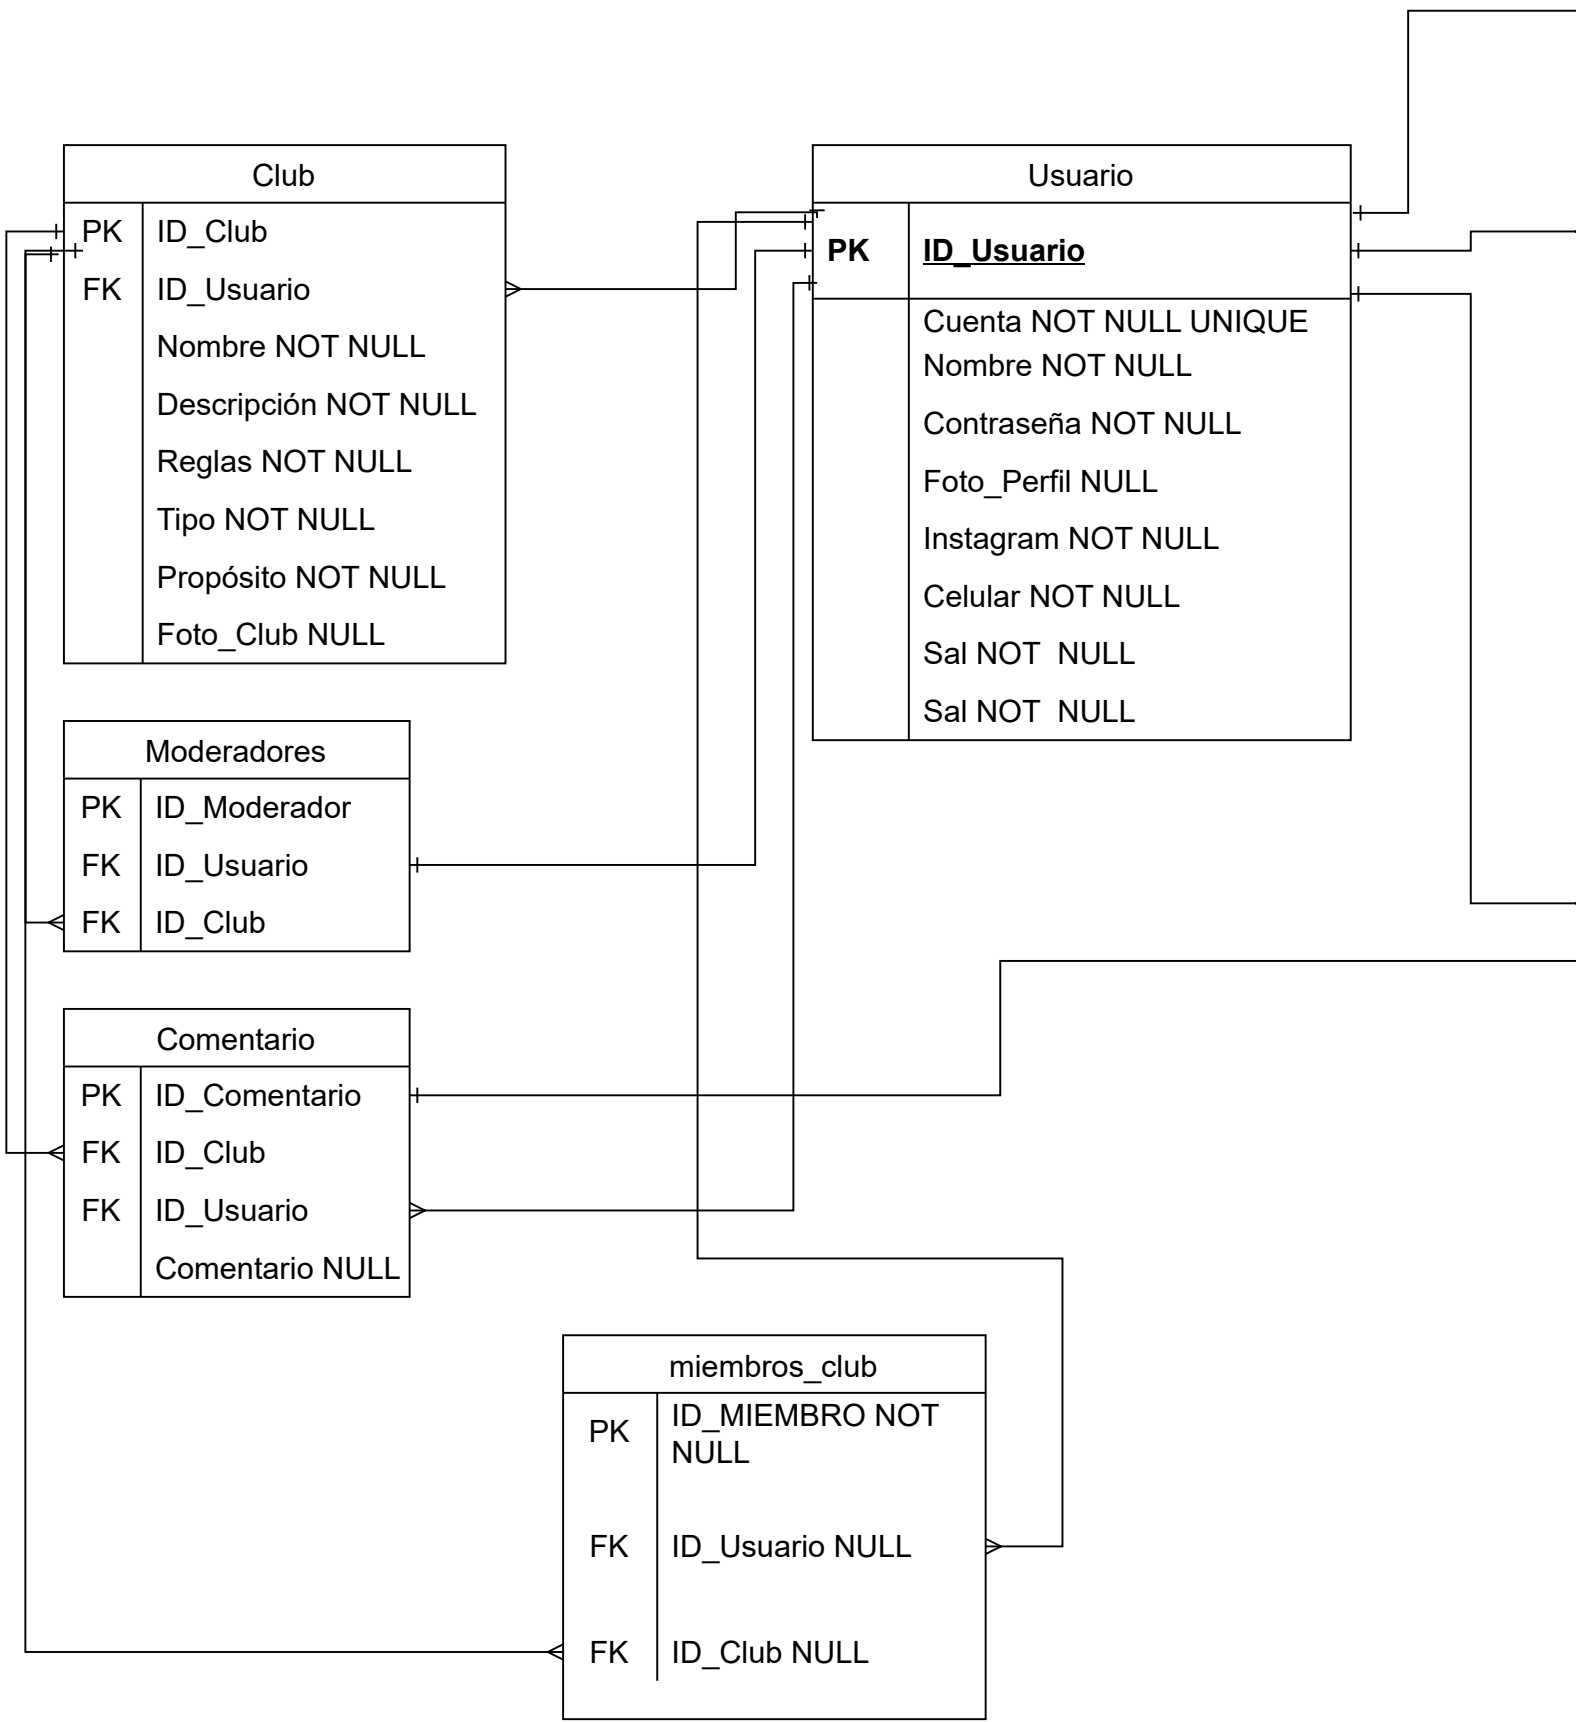 Club
PK ID_Club
FK ID_Usuario
Nombre NOT NULL
Descripción NOT NULL
Reglas NOT NULL
Tipo NOT NULL
Propósito NOT NULL
Foto_Club NULL
Usuario
PK ID_Usuario
Cuenta NOT NULL UNIQUE
Nombre NOT NULL
Contraseña NOT NULL
Foto_Perfil NULL
Instagram NOT NULL
Celular NOT NULL
Sal NOT  NULL
Sal NOT  NULL
Moderadores
PK ID_Moderador
FK ID_Usuario
FK ID_Club
Comentario
PK ID_Comentario
FK ID_Club
FK ID_Usuario
Comentario NULL
miembros_club
PK ID_MIEMBRO NOT
NULL
FK ID_Usuario NULL
FK ID_Club NULL